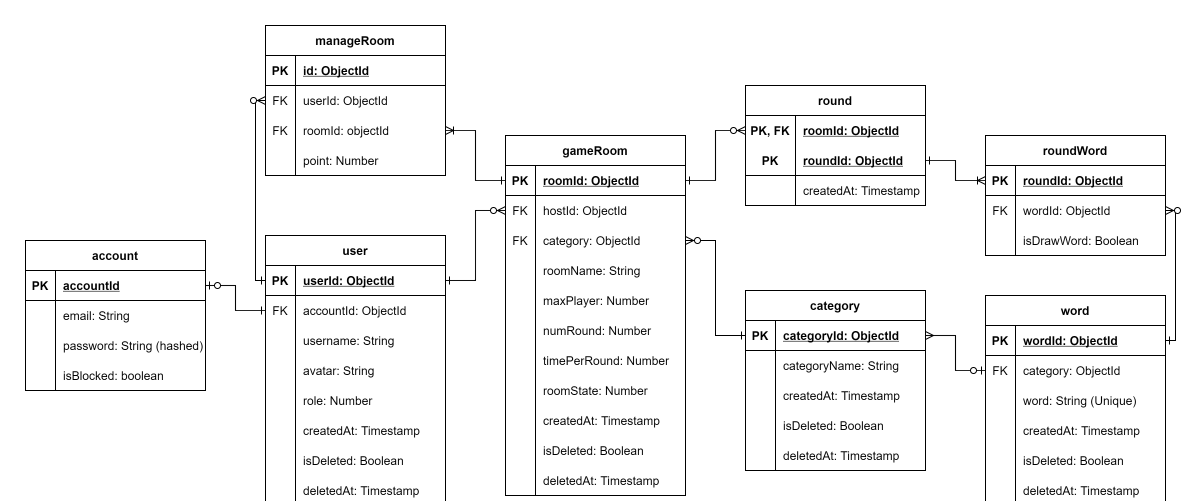 manageRoom
PK id: ObjectId
FK userId: ObjectId
FK roomId: objectId
point: Number
account
PK accountId
email: String
password: String (hashed)
isBlocked: boolean
user
PK userId: ObjectId
FK accountId: ObjectId
username: String
avatar: String
role: Number
createdAt: Timestamp
isDeleted: Boolean
deletedAt: Timestamp
gameRoom
PK roomId: ObjectId
FK hostId: ObjectId
FK category: ObjectId
roomName: String
maxPlayer: Number
numRound: Number
timePerRound: Number
roomState: Number
createdAt: Timestamp
isDeleted: Boolean
deletedAt: Timestamp
round
PK, FK roomId: ObjectId
PK roundId: ObjectId
createdAt: Timestamp
category
PK categoryId: ObjectId
categoryName: String
createdAt: Timestamp
isDeleted: Boolean
deletedAt: Timestamp
roundWord
PK roundId: ObjectId
FK wordId: ObjectId
isDrawWord: Boolean
word
PK wordId: ObjectId
FK category: ObjectId
word: String (Unique)
createdAt: Timestamp
isDeleted: Boolean
deletedAt: Timestamp